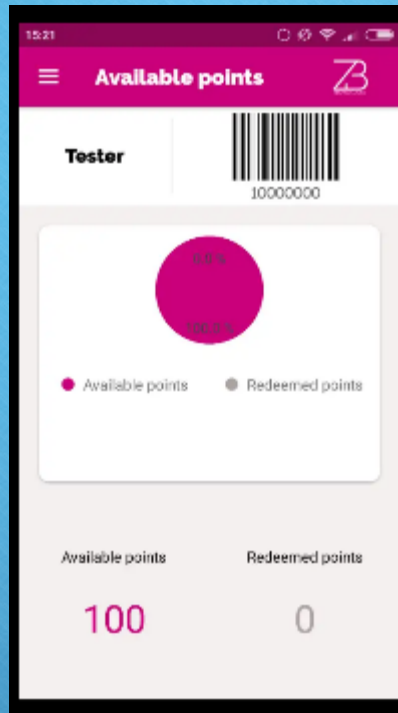 15:21
Available points
ZB
Tester
10000000
0,0 %
100,0 %
Available points
Redeemed points
Available points
Redeemed points
100
0